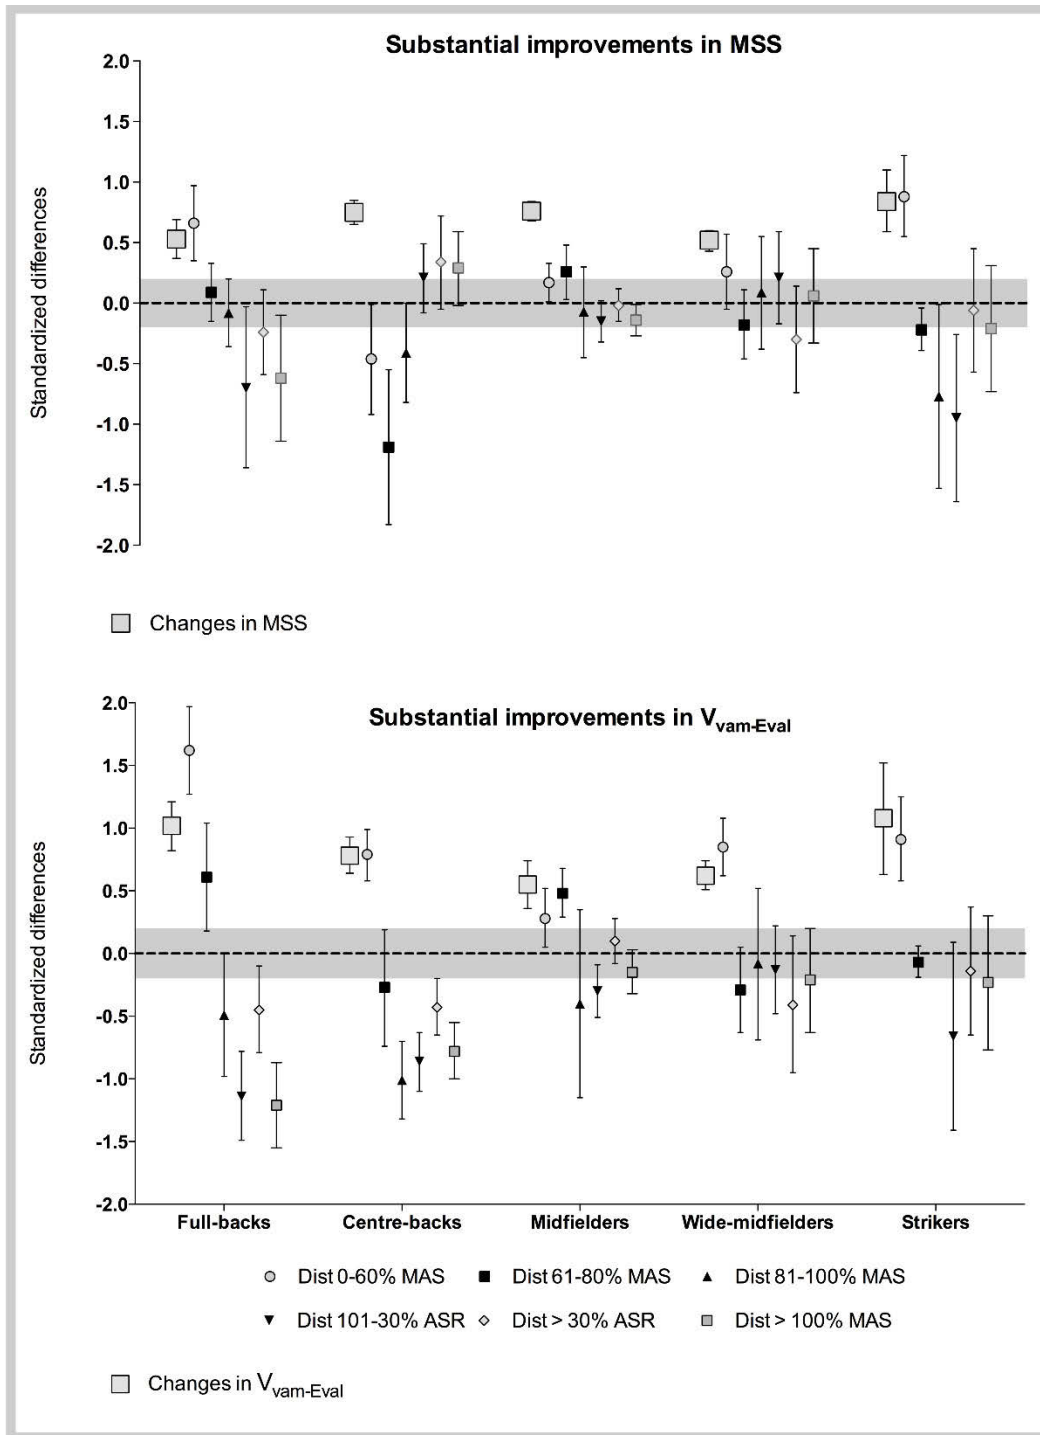 Substantial improvements in MSS
2.0
1.5
1.0
0.5
0.0
-0.5
-1.0
-1.5
-2.0
Standardized differences
Changes in MSS
Substantial improvements in Vvam-Eval
2.0
1.5
1.0
0.5
0.0
-0.5
-1.0
-1.5
-2.0
Standardized differences
Full-backs Centre-backs Midfielders Wide-midfielders Strikers
Dist 0-60% MAS Dist 61-80% MAS Dist 81-100% MAS
Dist 101-30% ASR Dist > 30% ASR Dist > 100% MAS
Changes in Vvam-Eval